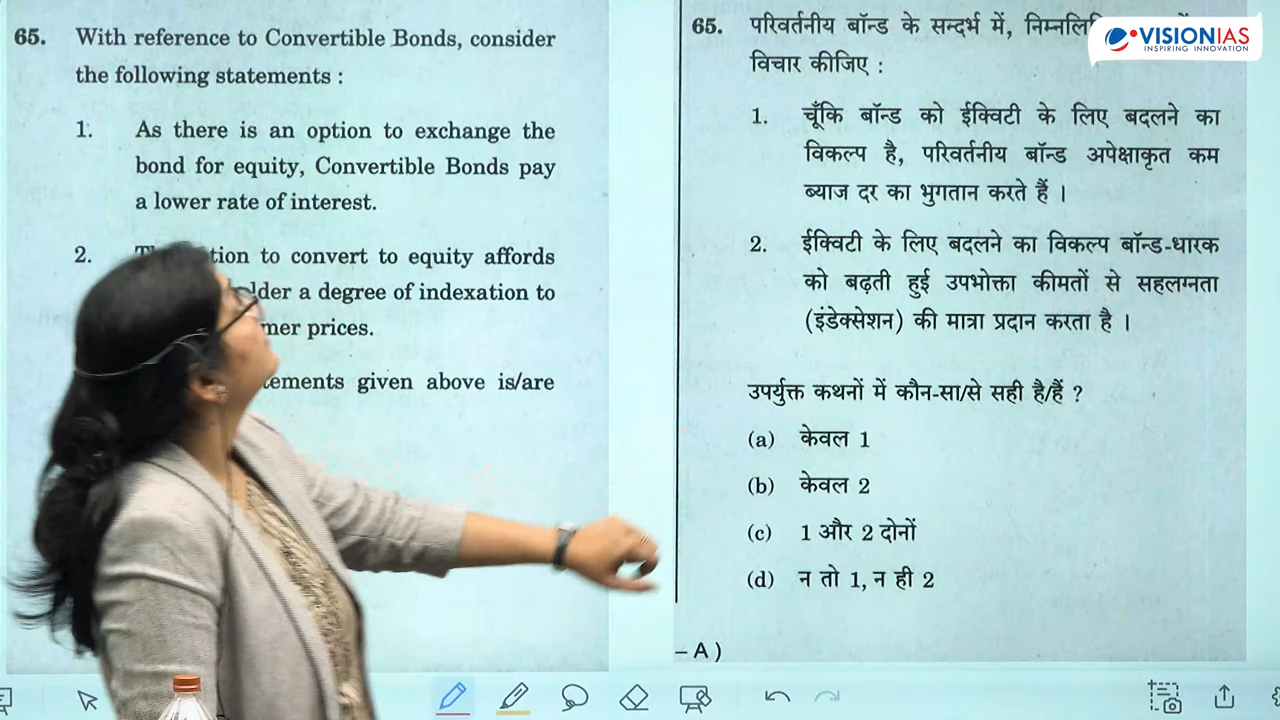 65. With reference to Convertible Bonds, consider
the following statements :
1. As there is an option to exchange the
bond for equity, Convertible Bonds pay
a lower rate of interest.
2. tion to convert to equity affords
lder a degree of indexation to
mer prices.
tements given above is/are
65. परिवर्तनीय बॉन्ड के सन्दर्भ में,
विचार कीजिए :
1. चूँकि बॉन्ड को ईक्विटी के लिए बदलने का
विकल्प है, परिवर्तनीय बॉन्ड अपेक्षाकृत कम
ब्याज दर का भुगतान करते हैं ।
2. ईक्विटी के लिए बदलने का विकल्प बॉन्ड-धारक
को बढ़ती हुई उपभोक्ता कीमतों से सहलग्नता
(इंडेक्सेशन) की मात्रा प्रदान करता है ।
उपर्युक्त कथनों में कौन-सा/से सही है/हैं ?
(a) केवल 1
(b) केवल 2
(c) 1 और 2 दोनों
(d) न तो 1, न ही 2
– A )
VISIONIAS
INSPIRING INNOVATION